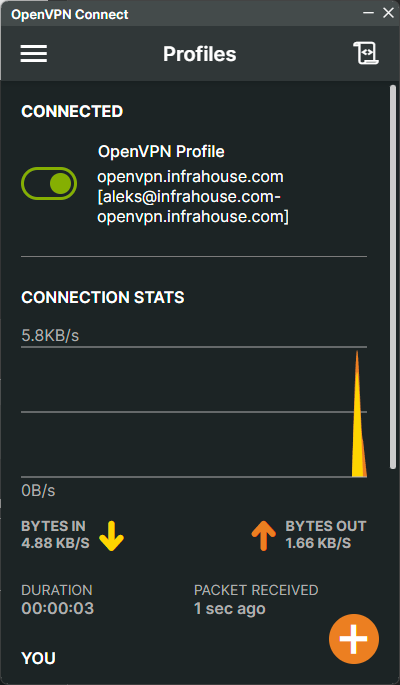 OpenVPN Connect
Profiles
CONNECTED
OpenVPN Profile
openvpn.infrahouse.com
[aleks@infrahouse.com-
openvpn.infrahouse.com]
CONNECTION STATS
5.8KB/s
0B/s
BYTES IN
4.88 KB/S
BYTES OUT
1.66 KB/S
DURATION
00:00:03
PACKET RECEIVED
1 sec ago
YOU